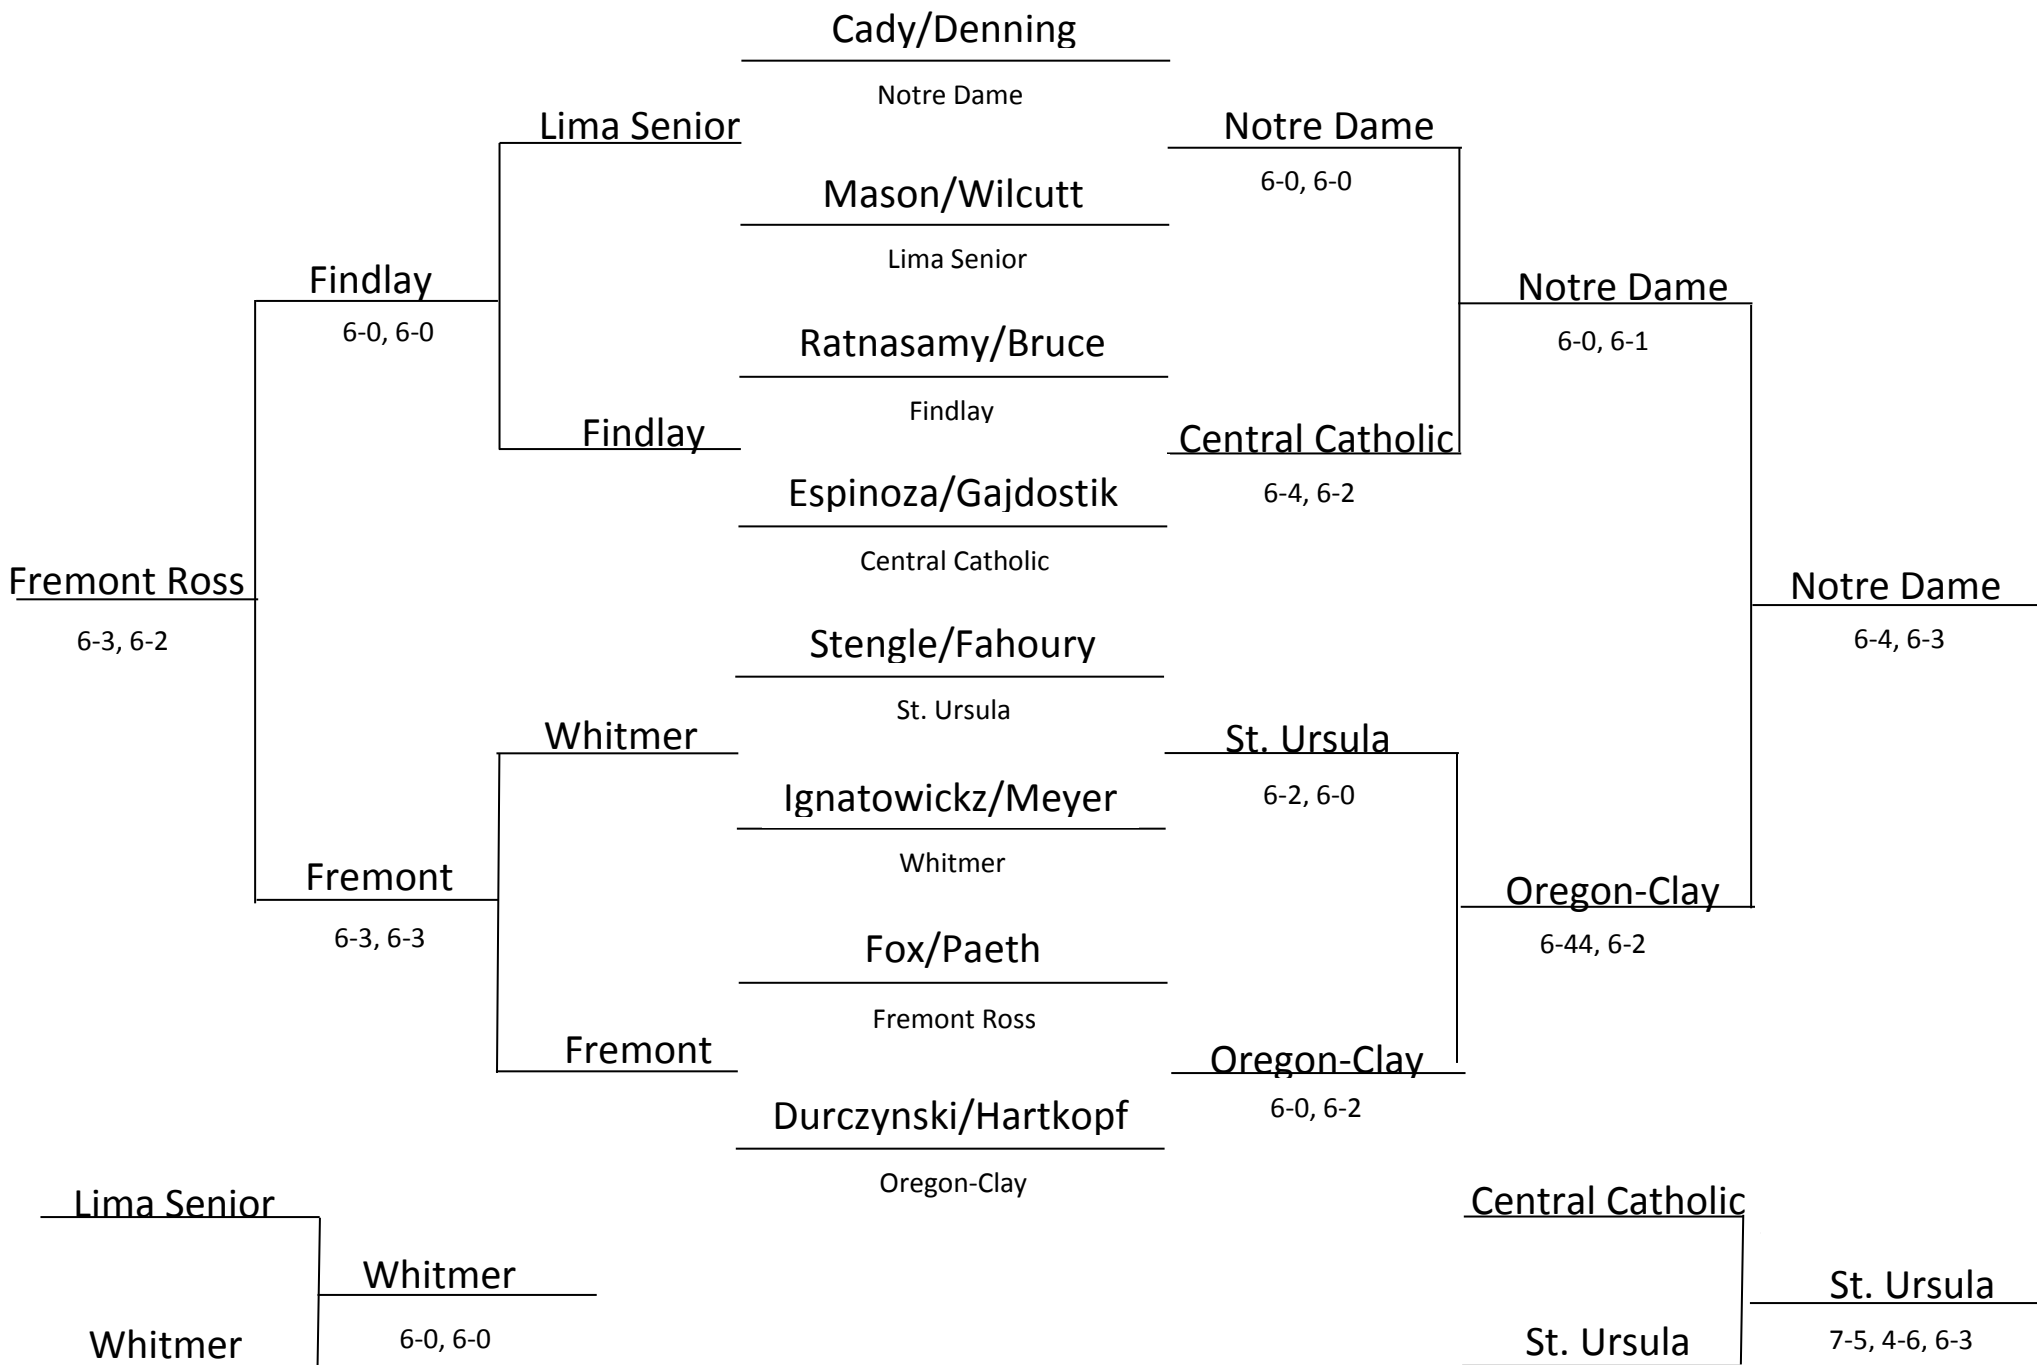 Cady/Denning
Notre Dame
Lima Senior
Notre Dame
Mason/Wilcutt
6-0, 6-0
Lima Senior
Findlay
Notre Dame
6-0, 6-0
Ratnasamy/Bruce
6-0, 6-1
Findlay
Findlay
Central Catholic
Espinoza/Gajdostik
6-4, 6-2
Central Catholic
Fremont Ross
Notre Dame
6-3, 6-2
Stengle/Fahoury
6-4, 6-3
St. Ursula
Whitmer
St. Ursula
Ignatowickz/Meyer
6-2, 6-0
Whitmer
Fremont
Oregon-Clay
6-3, 6-3
Fox/Paeth
6-44, 6-2
Fremont Ross
Fremont
Oregon-Clay
Durczynski/Hartkopf
6-0, 6-2
Oregon-Clay
Lima Senior
Central Catholic
Whitmer
St. Ursula
Whitmer
6-0, 6-0
St. Ursula
7-5, 4-6, 6-3